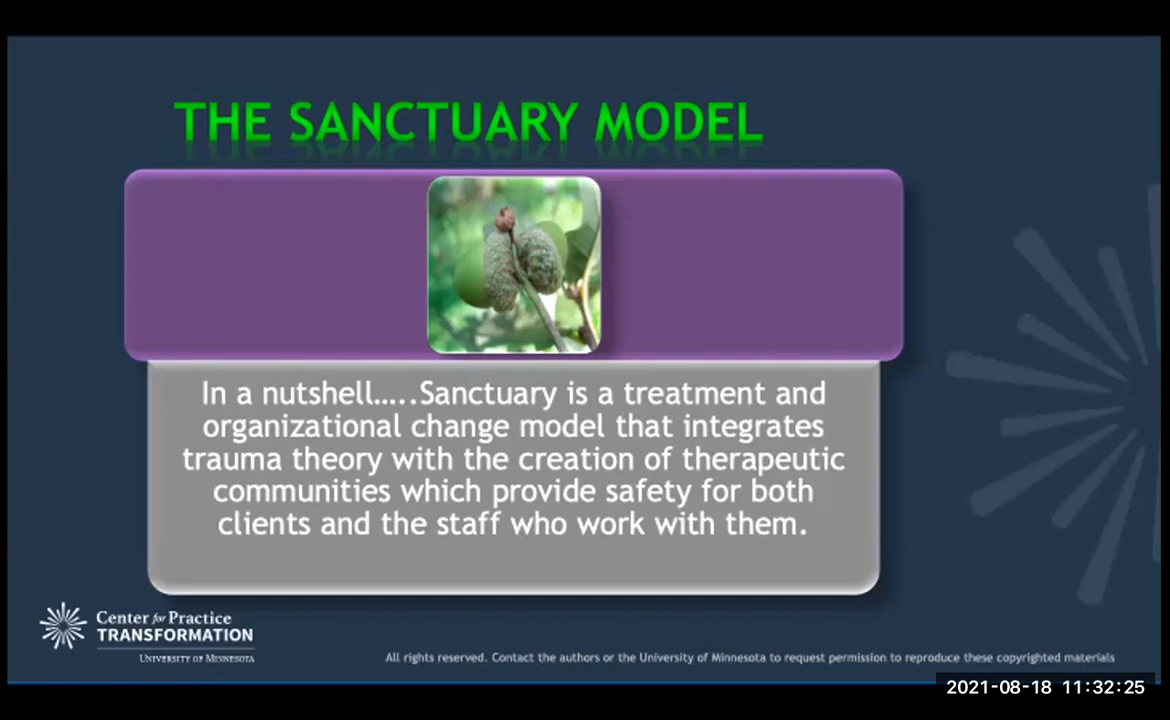 THE SANCTUARY MODEL
In a nutshell.....Sanctuary is a treatment and
organizational change model that integrates
trauma theory with the creation of therapeutic
communities which provide safety for both
clients and the staff who work with them.
Center for Practice
TRANSFORMATION
UNIVERSITY OF MINNESOTA
All rights reserved. Contact the authors or the University of Minnesota to request permission to reproduce these copyrighted materials
2021-08-18 11:32:25